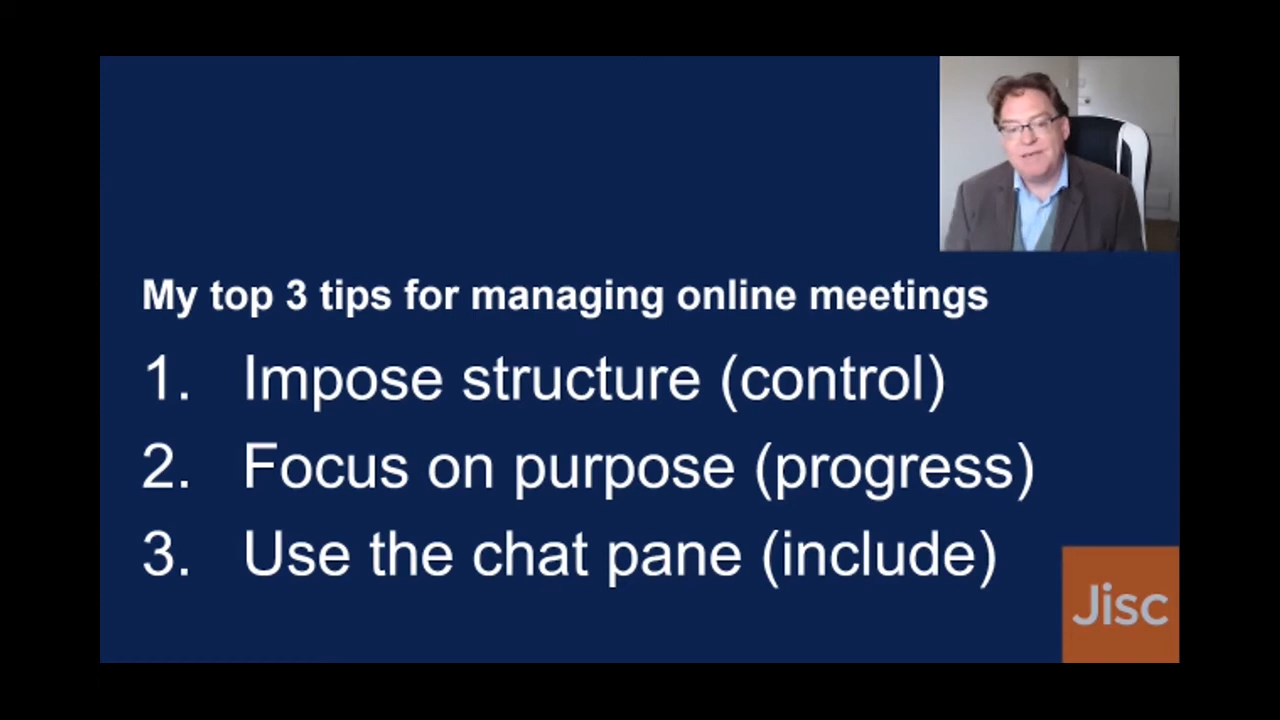 My top 3 tips for managing online meetings
1. Impose structure (control)
2. Focus on purpose (progress)
3. Use the chat pane (include)
Jisc